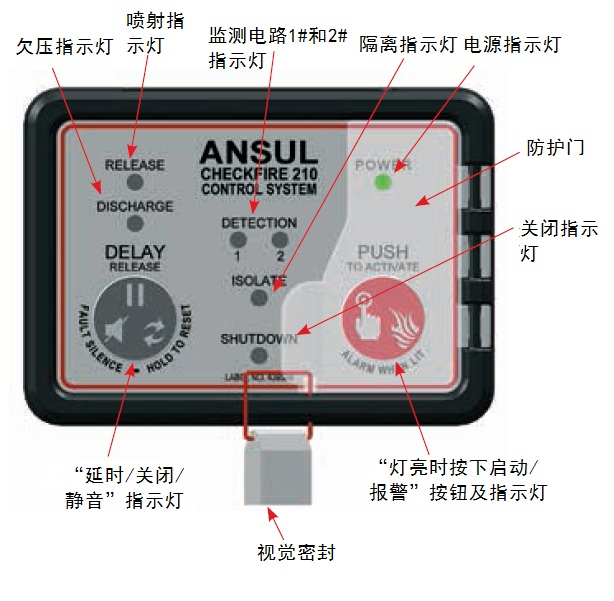 喷射指
示灯
欠压指示灯
监测电路1#和2#
指示灯
隔离指示灯
电源指示灯
防护门
关闭指示
灯
RELEASE
DISCHARGE
DELAY
RELEASE
FAULT SILENCE - HOLD TO RESET
ANSUL
CHECKFIRE 210
CONTROL SYSTEM
DETECTION
1 2
ISOLATE
SHUTDOWN
LABEL NO.
POWER
PUSH
TO ACTIVATE
ALARM WHEN LIT
“延时/关闭/
静音”指示灯
“灯亮时按下启动/
报警”按钮及指示灯
视觉密封